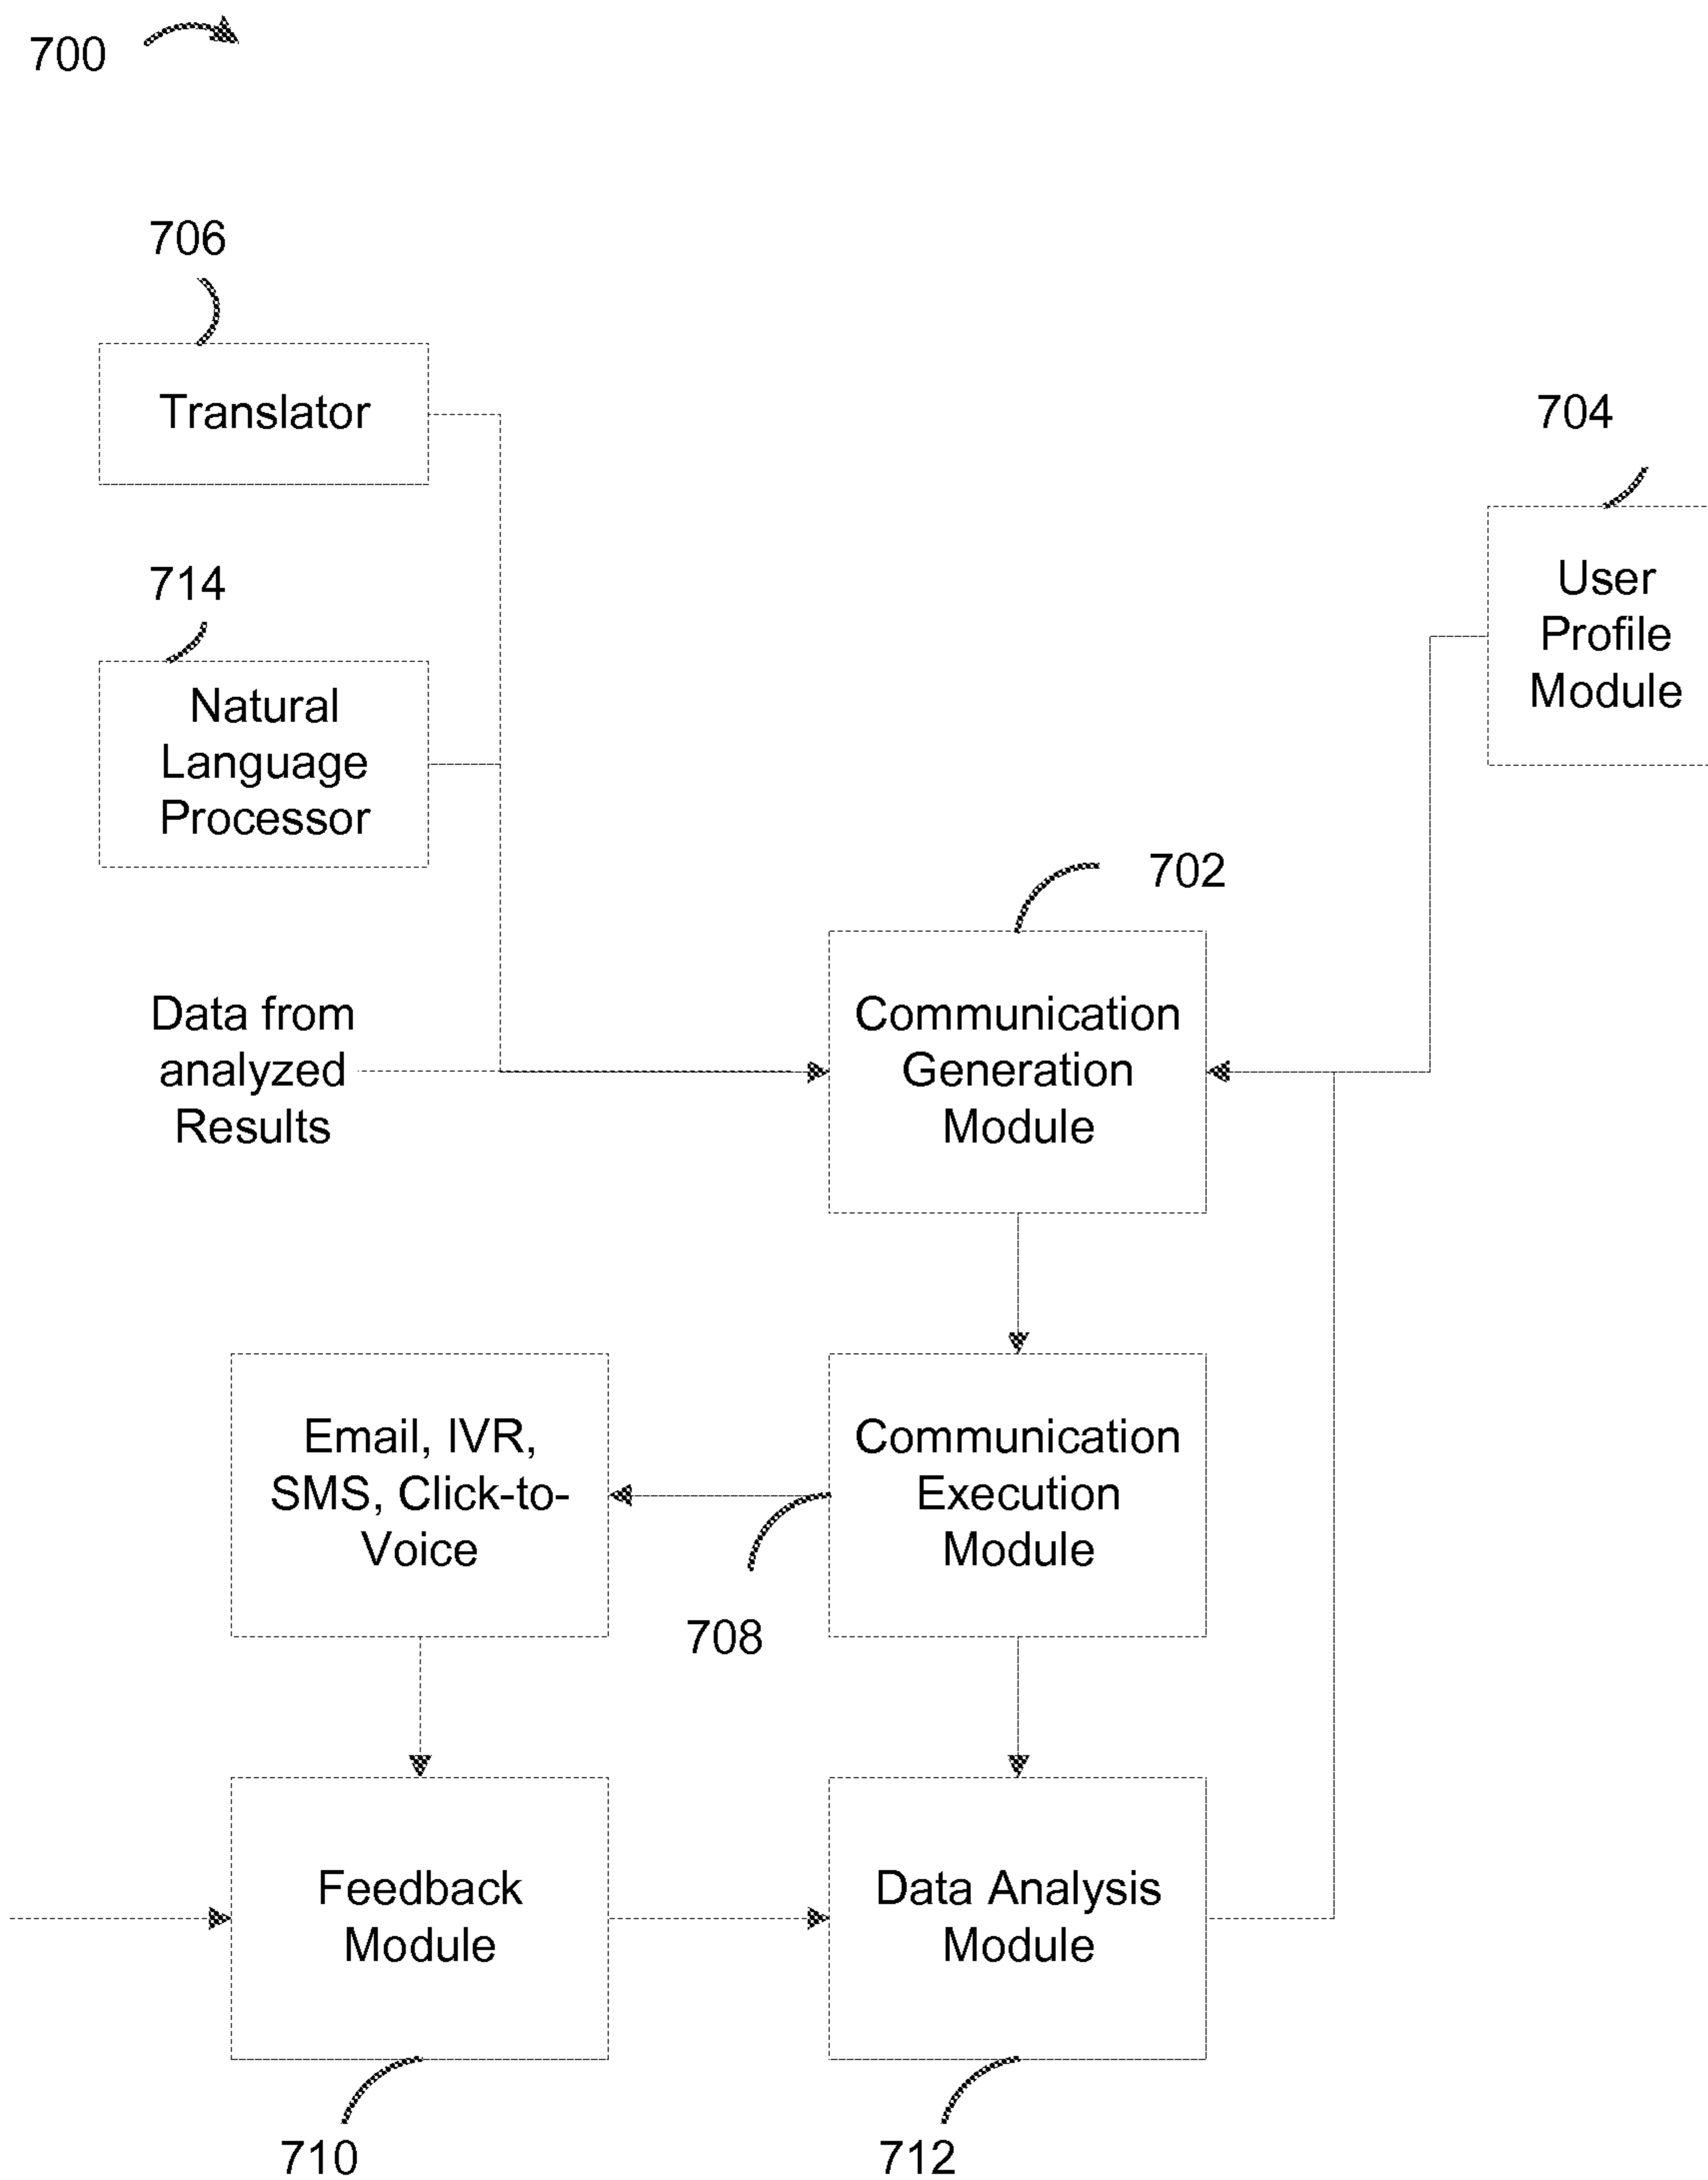 700
706
Translator
704
714
User
Profile
Module
Natural
Language
Processor
702
Data from
analyzed
Results
Communication
Generation
Module
Email, IVR,
SMS, Click-to-
Voice
Communication
Execution
Module
708
Feedback
Module
Data Analysis
Module
710
712